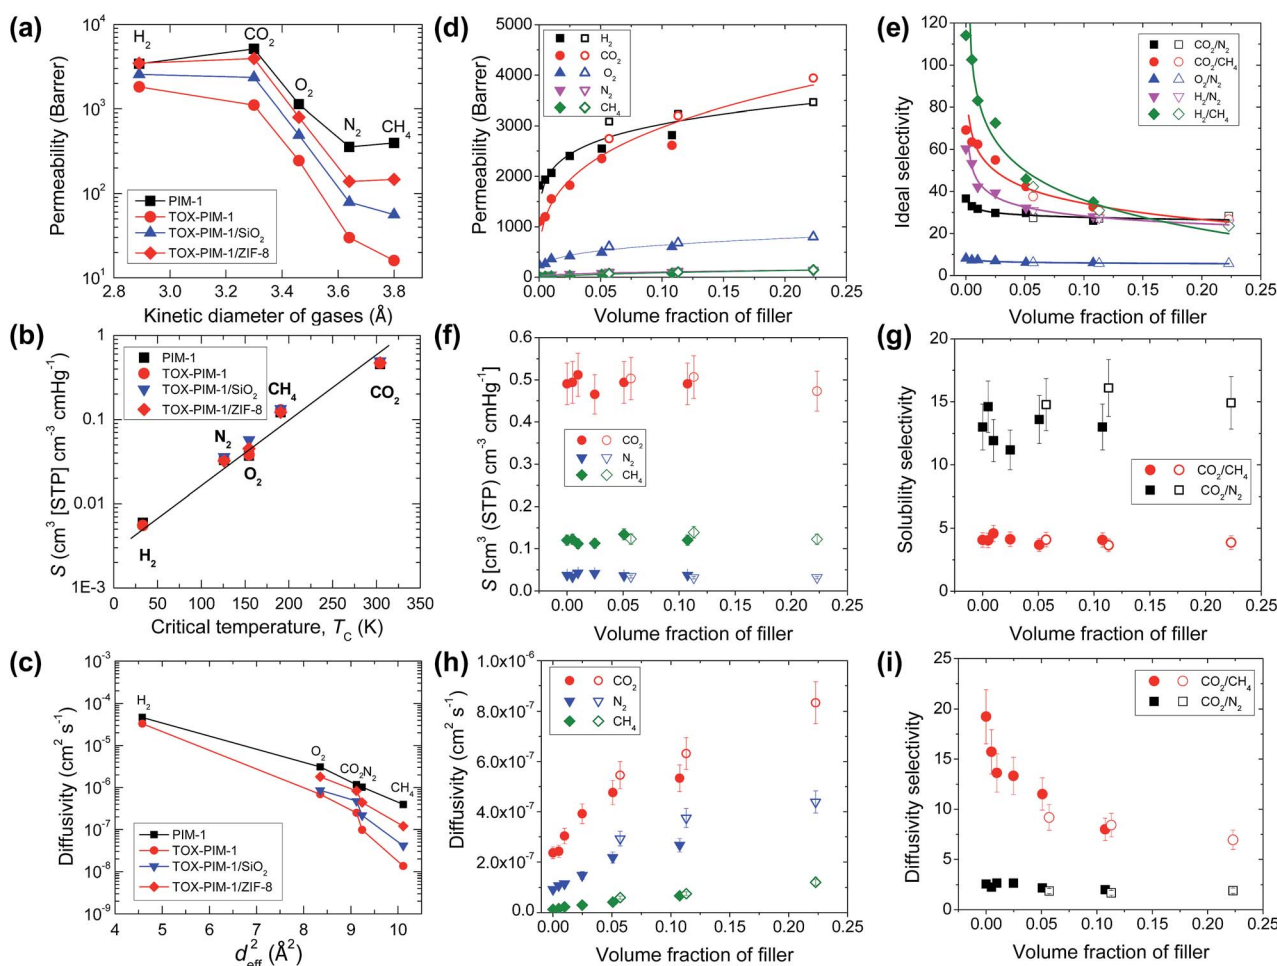 (a)
10⁴
10³
10²
10¹
Permeability (Barrer)
H₂
CO₂
O₂
N₂
CH₄
PIM-1
TOX-PIM-1
TOX-PIM-1/SiO₂
TOX-PIM-1/ZIF-8
2.8 3.0 3.2 3.4 3.6 3.8 4.0
Kinetic diameter of gases (Å)
(d)
5000
4000
3000
2000
1000
0
Permeability (Barrer)
H₂
CO₂
O₂
N₂
CH₄
0.00 0.05 0.10 0.15 0.20 0.25
Volume fraction of filler
(e)
120
100
80
60
40
20
0
Ideal selectivity
CO₂/N₂
CO₂/CH₄
O₂/N₂
H₂/N₂
H₂/CH₄
0.00 0.05 0.10 0.15 0.20 0.25
Volume fraction of filler
(b)
1
0.1
0.01
1E-3
S (cm³ [STP] cm⁻³ cmHg⁻¹)
PIM-1
TOX-PIM-1
TOX-PIM-1/SiO₂
TOX-PIM-1/ZIF-8
CH₄
CO₂
N₂
O₂
H₂
0 50 100 150 200 250 300 350 400
Critical temperature, T_C (K)
(f)
0.6
0.5
0.4
0.3
0.2
0.1
0.0
S [cm³ (STP) cm⁻³ cmHg⁻¹]
CO₂
N₂
CH₄
0.00 0.05 0.10 0.15 0.20 0.25
Volume fraction of filler
(g)
20
15
10
5
0
Solubility selectivity
CO₂/CH₄
CO₂/N₂
0.00 0.05 0.10 0.15 0.20 0.25
Volume fraction of filler
(c)
10⁻³
10⁻⁴
10⁻⁵
10⁻⁶
10⁻⁷
10⁻⁸
10⁻⁹
Diffusivity (cm² s⁻¹)
H₂
O₂
CO₂N₂
CH₄
PIM-1
TOX-PIM-1
TOX-PIM-1/SiO₂
TOX-PIM-1/ZIF-8
4 5 6 7 8 9 10
d²_eff (Å²)
(h)
1.0x10⁻⁶
8.0x10⁻⁷
6.0x10⁻⁷
4.0x10⁻⁷
2.0x10⁻⁷
0.0
Diffusivity (cm² s⁻¹)
CO₂
N₂
CH₄
0.00 0.05 0.10 0.15 0.20 0.25
Volume fraction of filler
(i)
25
20
15
10
5
0
Diffusivity selectivity
CO₂/CH₄
CO₂/N₂
0.00 0.05 0.10 0.15 0.20 0.25
Volume fraction of filler